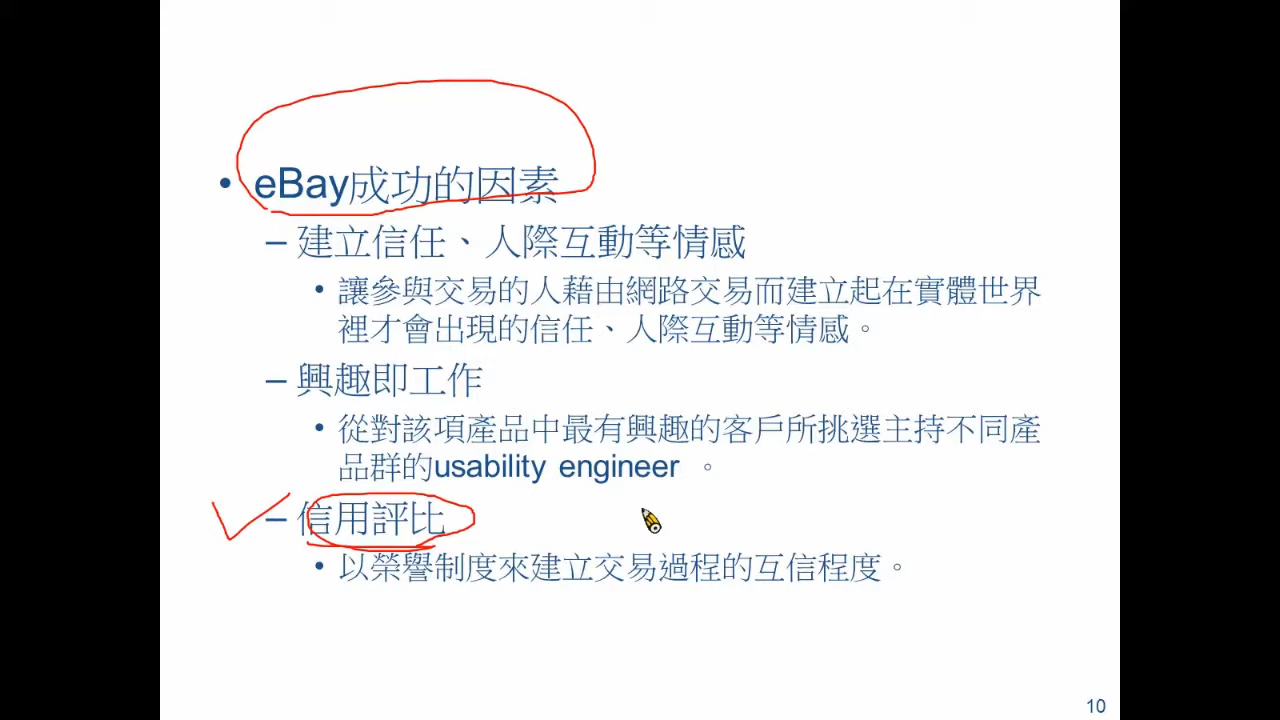 • eBay成功的因素
– 建立信任、人際互動等情感
• 讓參與交易的人藉由網路交易而建立起在實體世界
裡才會出現的信任、人際互動等情感。
– 興趣即工作
• 從對該項產品中最有興趣的客戶所挑選主持不同產
品群的usability engineer 。
– 信用評比
• 以榮譽制度來建立交易過程的互信程度。
10